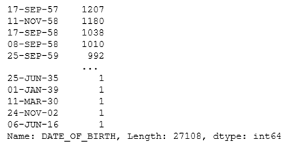 17-SEP-57 1207
11-NOV-58 1180
17-SEP-58 1038
08-SEP-58 1010
25-SEP-59 992
...
25-JUN-35 1
01-JAN-39 1
11-MAR-30 1
24-NOV-02 1
06-JUN-16 1
Name: DATE_OF_BIRTH, Length: 27108, dtype: int64